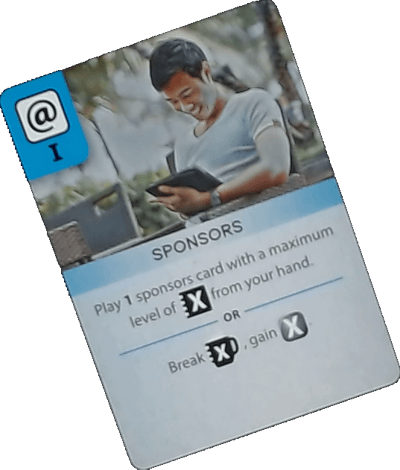 @
I
SPONSORS
Play 1 sponsors card with a maximum
level of X from your hand.
OR
Break X , gain X .